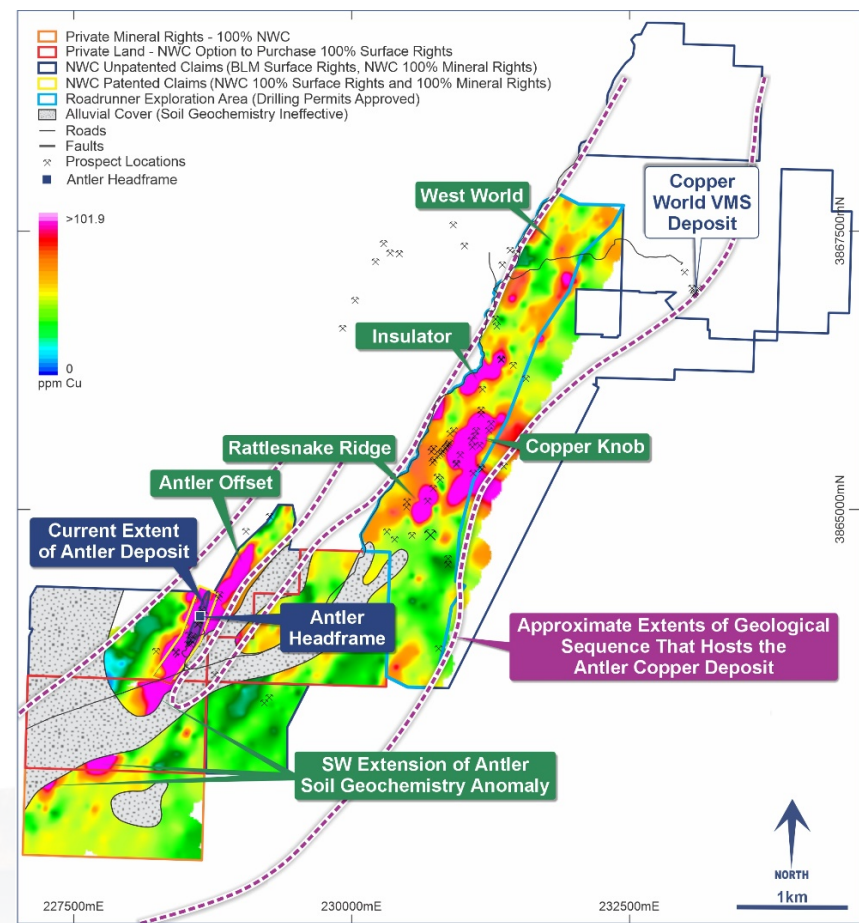 Private Mineral Rights - 100% NWC
Private Land - NWC Option to Purchase 100% Surface Rights
NWC Unpatented Claims (BLM Surface Rights, NWC 100% Mineral Rights)
NWC Patented Claims (NWC 100% Surface Rights and 100% Mineral Rights)
Roadrunner Exploration Area (Drilling Permits Approved)
Alluvial Cover (Soil Geochemistry Ineffective)
Roads
Faults
Prospect Locations
Antler Headframe
>101.9
0
ppm Cu
West World
Copper
World VMS
Deposit
3867500mN
Insulator
Rattlesnake Ridge
Copper Knob
Antler Offset
3865000mN
Current Extent
of Antler Deposit
Antler
Headframe
Approximate Extents of Geological
Sequence That Hosts the
Antler Copper Deposit
SW Extension of Antler
Soil Geochemistry Anomaly
NORTH
1km
227500mE
230000mE
232500mE